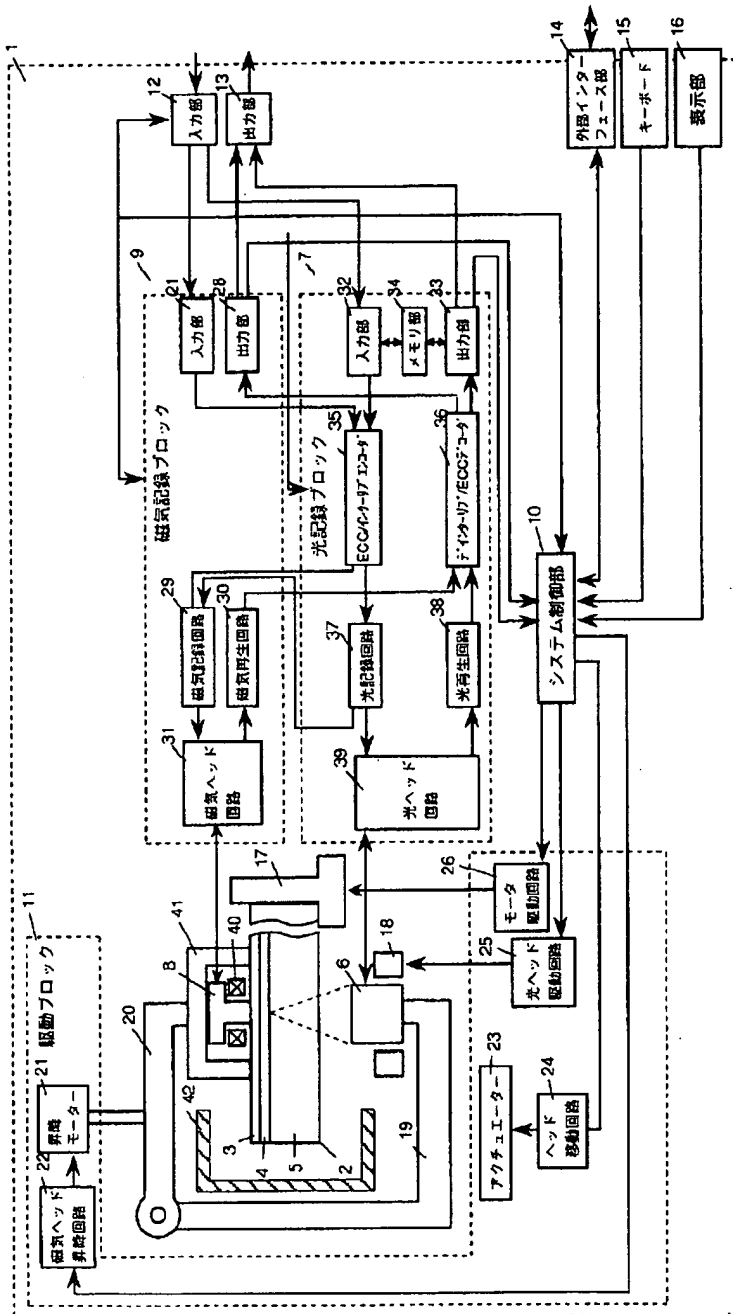 1
11
駆動ブロック
22
磁気ヘッド
昇降回路
21
昇降
モーター
20
42
41
8
40
3
4
5
2
19
6
17
18
アクチュエーター
23
ヘッド
移動回路
24
光ヘッド
駆動回路
25
モータ
駆動回路
26
磁気記録ブロック
9
31
磁気ヘッド
回路
29
磁気記録回路
30
磁気再生回路
21
入力部
28
出力部
光記録ブロック
7
39
光ヘッド
回路
37
光記録回路
38
光再生回路
35
ECC/インターリブエンコーダ
36
デインターリブ/ECCデコーダ
32
入力部
34
メモリ部
33
出力部
12
入力部
13
出力部
10
システム制御部
14
外部インター
フェース部
15
キーボード
16
表示部